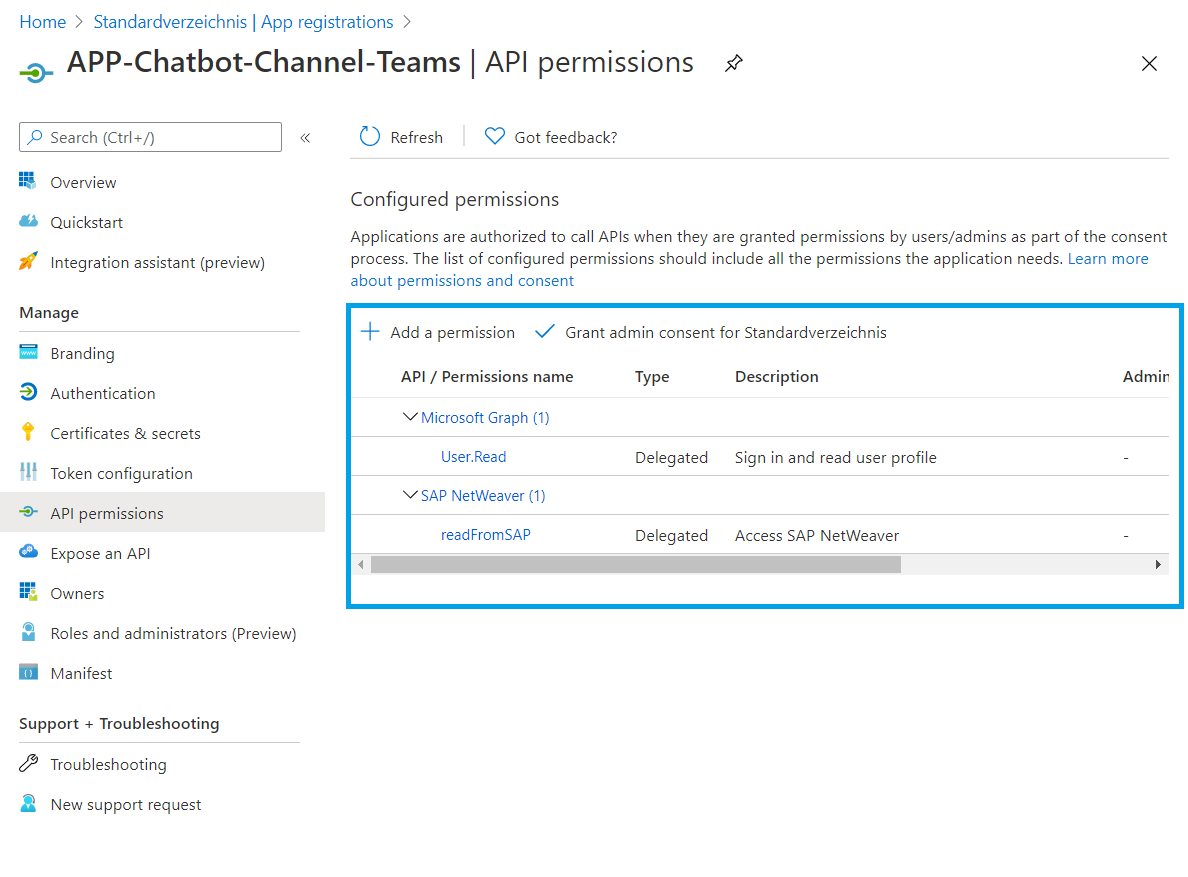 Home > Standardverzeichnis | App registrations >
APP-Chatbot-Channel-Teams | API permissions
Search (Ctrl+/)
«
Overview
Quickstart
Integration assistant (preview)
Manage
Branding
Authentication
Certificates & secrets
Token configuration
API permissions
Expose an API
Owners
Roles and administrators (Preview)
Manifest
Support + Troubleshooting
Troubleshooting
New support request
Refresh
Got feedback?
Configured permissions
Applications are authorized to call APIs when they are granted permissions by users/admins as part of the consent
process. The list of configured permissions should include all the permissions the application needs. Learn more
about permissions and consent
Add a permission
Grant admin consent for Standardverzeichnis
API / Permissions name Type Description Admin
Microsoft Graph (1)
User.Read Delegated Sign in and read user profile -
SAP NetWeaver (1)
readFromSAP Delegated Access SAP NetWeaver -